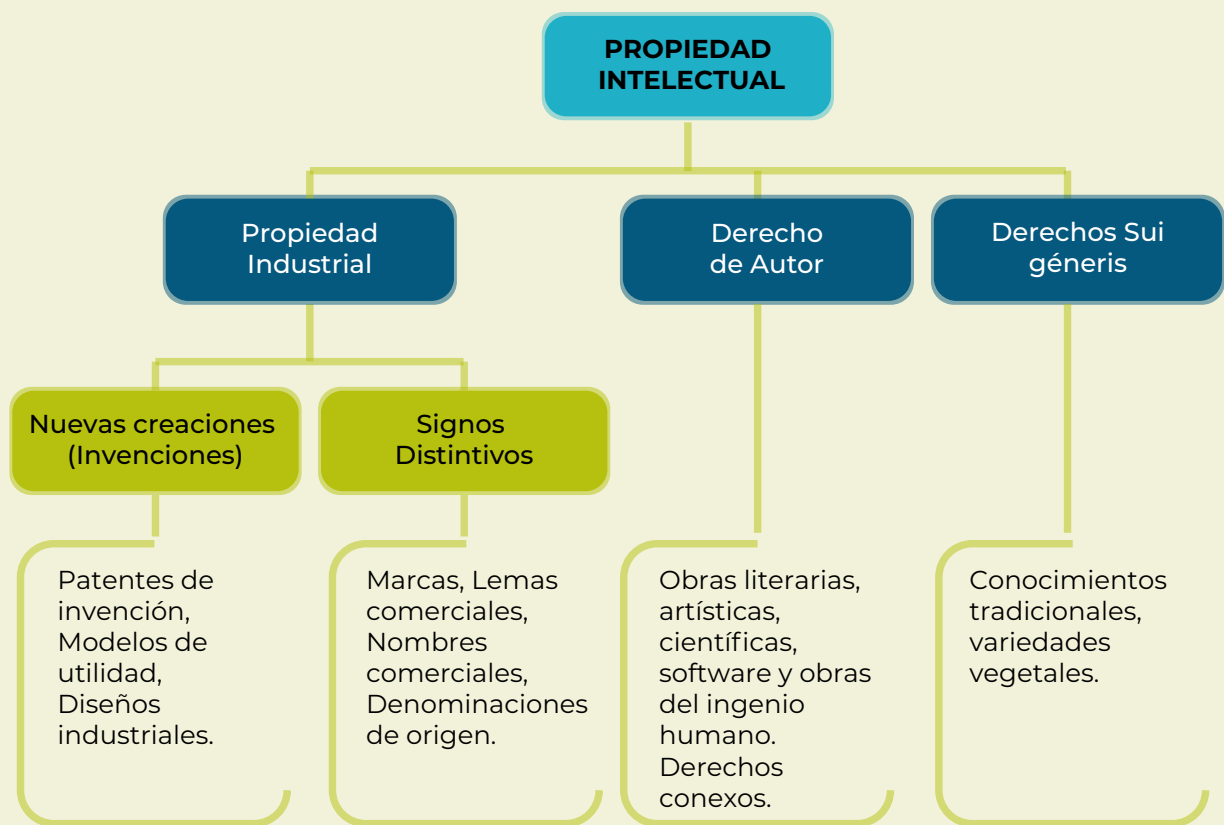 PROPIEDAD
INTELECTUAL
Propiedad
Industrial
Derecho
de Autor
Derechos Sui
géneris
Nuevas creaciones
(Invenciones)
Signos
Distintivos
Patentes de
invención,
Modelos de
utilidad,
Diseños
industriales.
Marcas, Lemas
comerciales,
Nombres
comerciales,
Denominaciones
de origen.
Obras literarias,
artísticas,
científicas,
software y obras
del ingenio
humano.
Derechos
conexos.
Conocimientos
tradicionales,
variedades
vegetales.